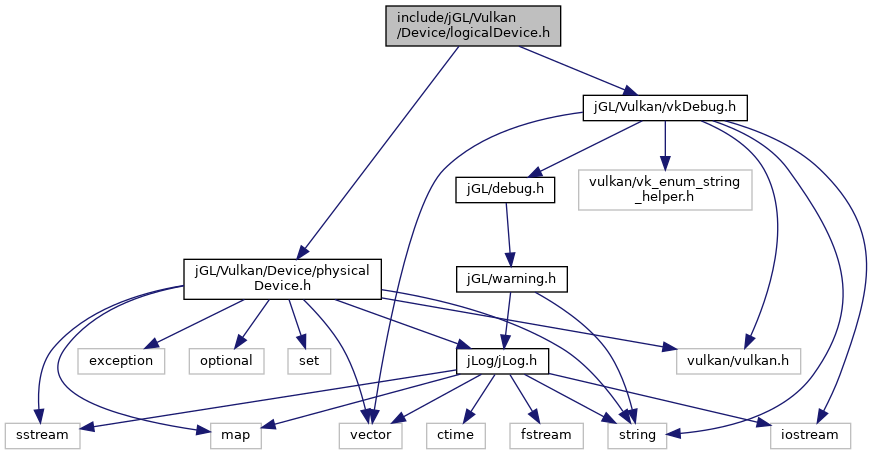 include/jGL/Vulkan
/Device/logicalDevice.h
jGL/Vulkan/vkDebug.h
jGL/debug.h
vulkan/vk_enum_string
_helper.h
jGL/Vulkan/Device/physical
Device.h
jGL/warning.h
exception
optional
set
jLog/jLog.h
vulkan/vulkan.h
sstream
map
vector
ctime
fstream
string
iostream